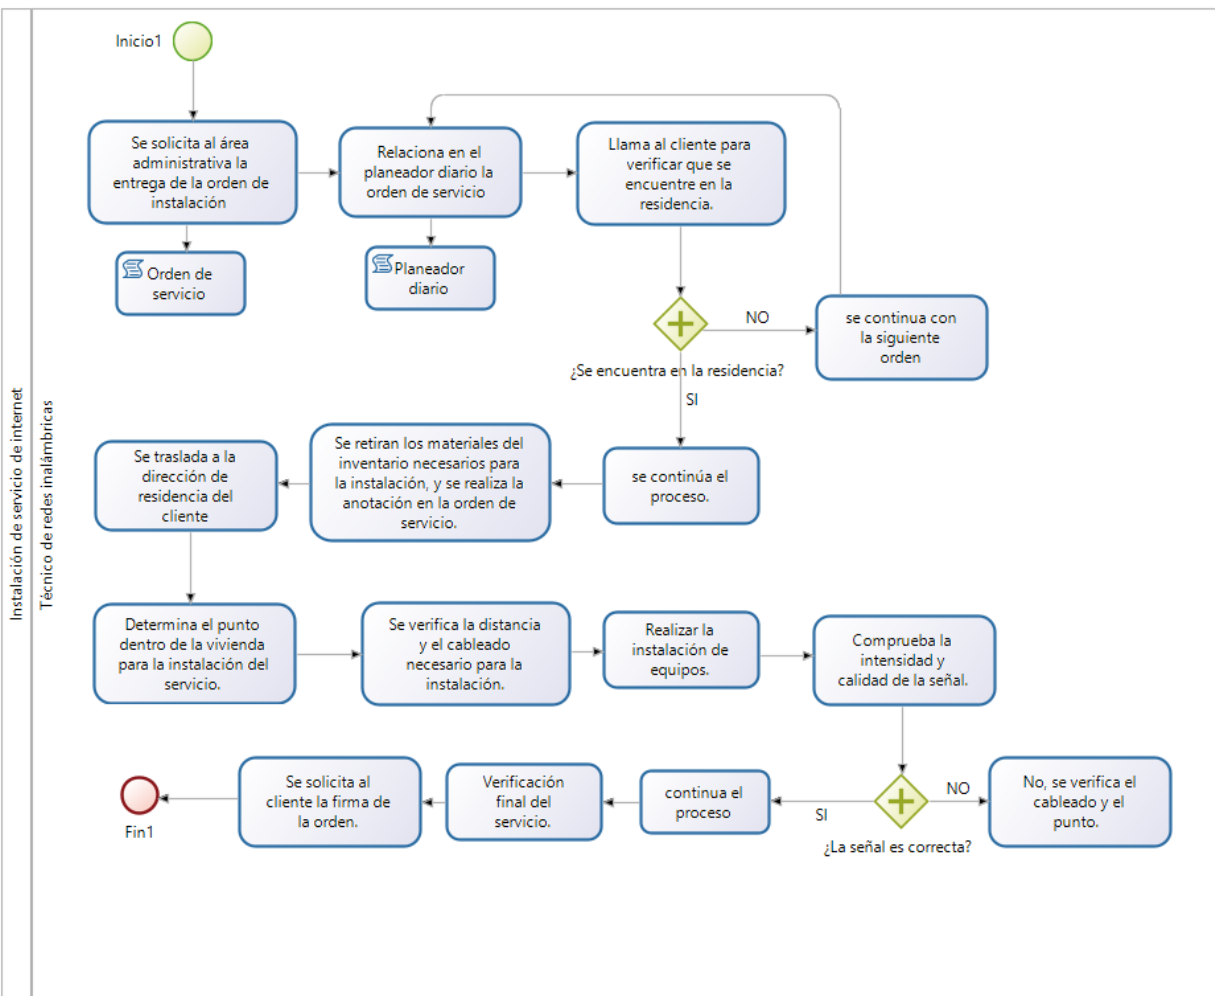 Instalación de servicio de internet
Técnico de redes inalámbricas
Inicio1
Se solicita al área
administrativa la
entrega de la orden de
instalación
Relaciona en el
planeador diario la
orden de servicio
Llama al cliente para
verificar que se
encuentre en la
residencia.
Orden de
servicio
Planeador
diario
NO
se continua con
la siguiente
orden
¿Se encuentra en la residencia?
SI
se continúa el
proceso.
Se retiran los materiales del
inventario necesarios para
la instalación, y se realiza la
anotación en la orden de
servicio.
Se traslada a la
dirección de
residencia del
cliente
Determina el punto
dentro de la vivienda
para la instalación del
servicio.
Se verifica la distancia
y el cableado
necesario para la
instalación.
Realizar la
instalación de
equipos.
Comprueba la
intensidad y
calidad de la señal.
NO
No, se verifica el
cableado y el
punto.
¿La señal es correcta?
SI
continua el
proceso
Verificación
final del
servicio.
Se solicita al
cliente la firma de
la orden.
Fin1